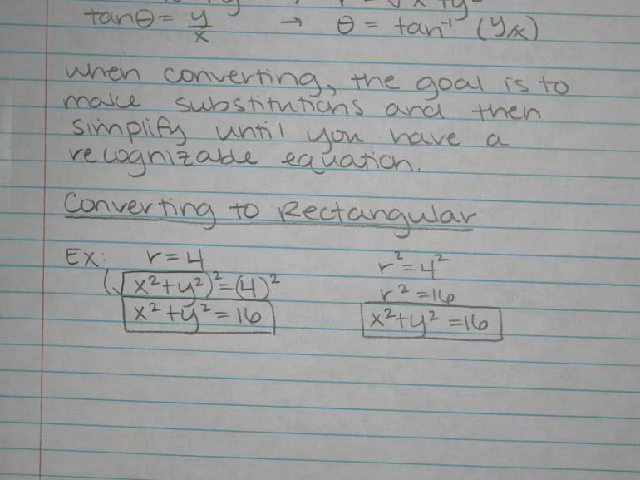 tanθ = y/x → θ = tan⁻¹ (y/x)
when converting, the goal is to
make substitutions and then
simplify until you have a
recognizable equation.
Converting to Rectangular
Ex: r = 4
(√x²+y²)² = (4)²
x²+y² = 16
r² = 4²
r² = 16
x²+y² = 16